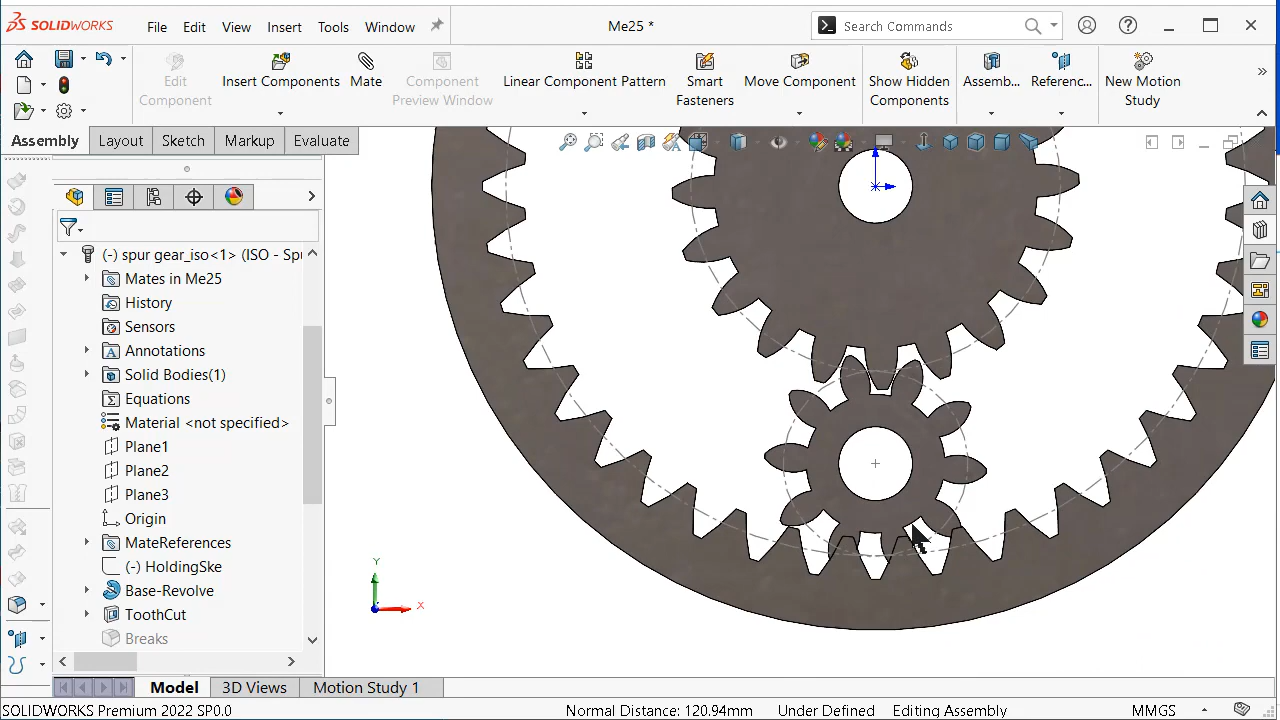 SOLIDWORKS File Edit View Insert Tools Window Me25 * Search Commands
Edit Component
Insert Components
Mate
Component Preview Window
Linear Component Pattern
Smart Fasteners
Move Component
Show Hidden Components
Assemb...
Referenc...
New Motion Study
Assembly Layout Sketch Markup Evaluate
(-) spur gear_iso<1> (ISO - Spu
Mates in Me25
History
Sensors
Annotations
Solid Bodies(1)
Equations
Material <not specified>
Plane1
Plane2
Plane3
Origin
MateReferences
(-) HoldingSke
Base-Revolve
ToothCut
Breaks
Y
X
Model 3D Views Motion Study 1
SOLIDWORKS Premium 2022 SP0.0 Normal Distance: 120.94mm Under Defined Editing Assembly MMGS